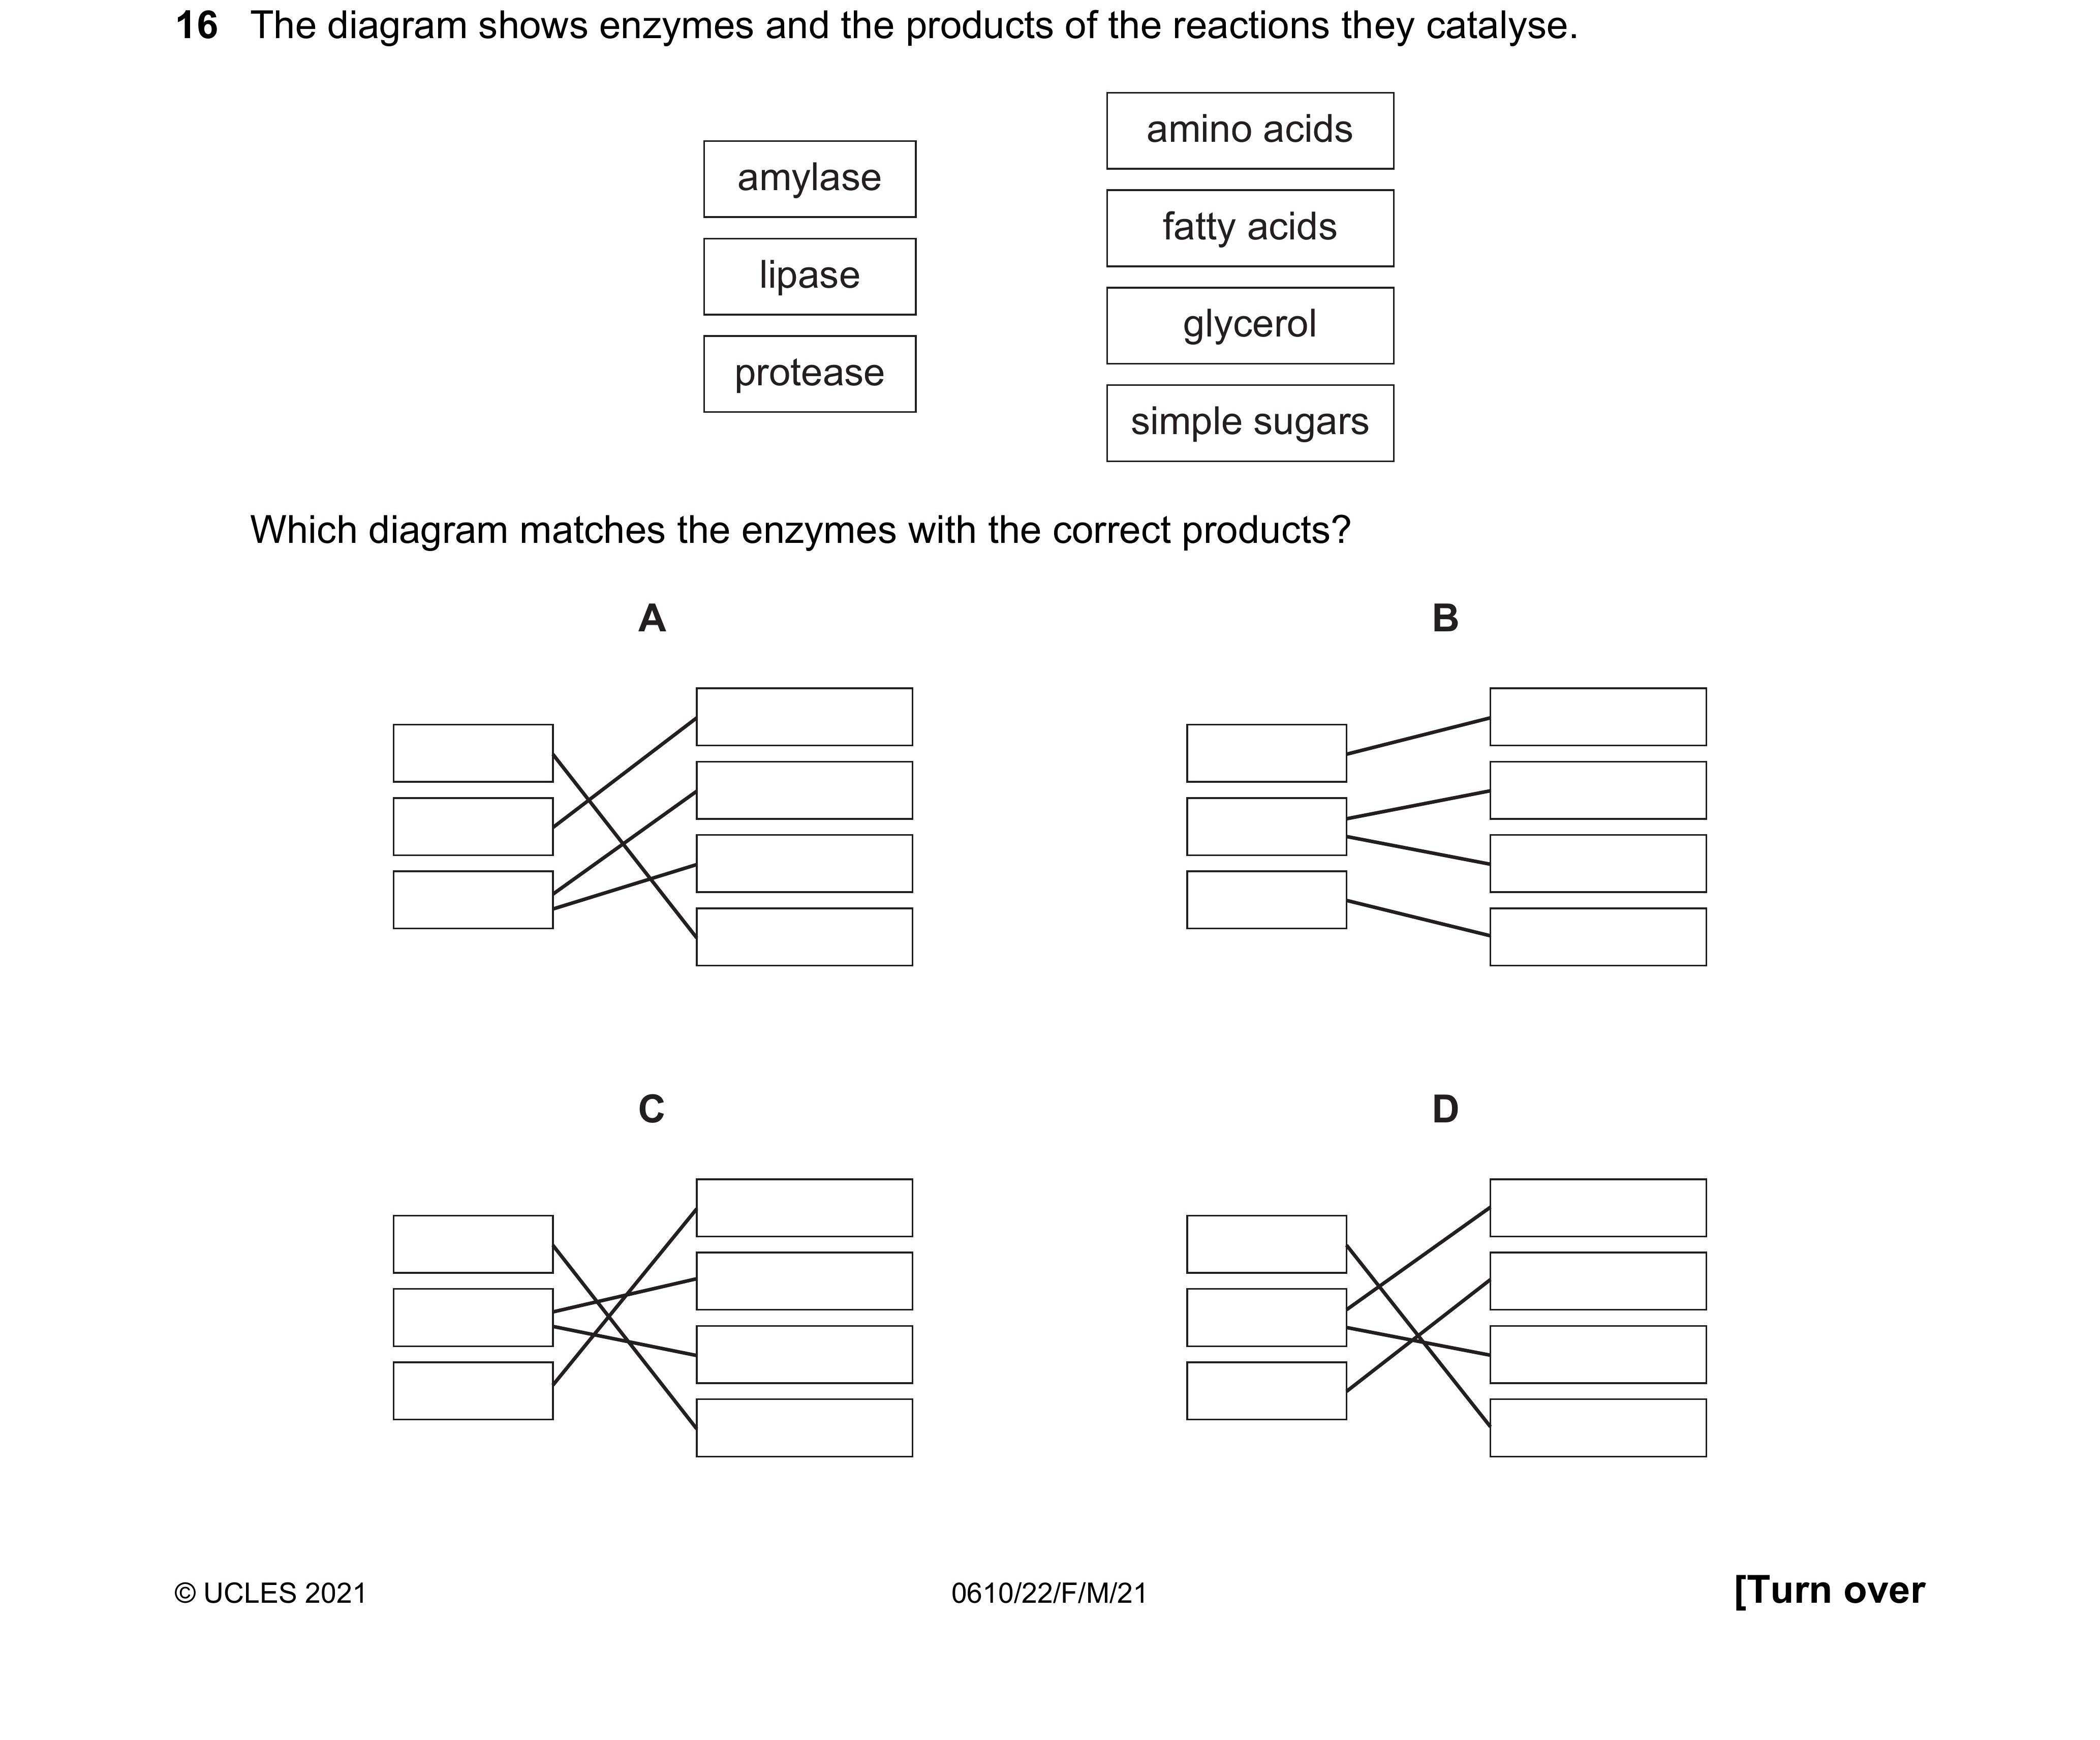 16 The diagram shows enzymes and the products of the reactions they catalyse.
amylase
lipase
protease
amino acids
fatty acids
glycerol
simple sugars
Which diagram matches the enzymes with the correct products?
A
B
C
D
© UCLES 2021
0610/22/F/M/21
[Turn over